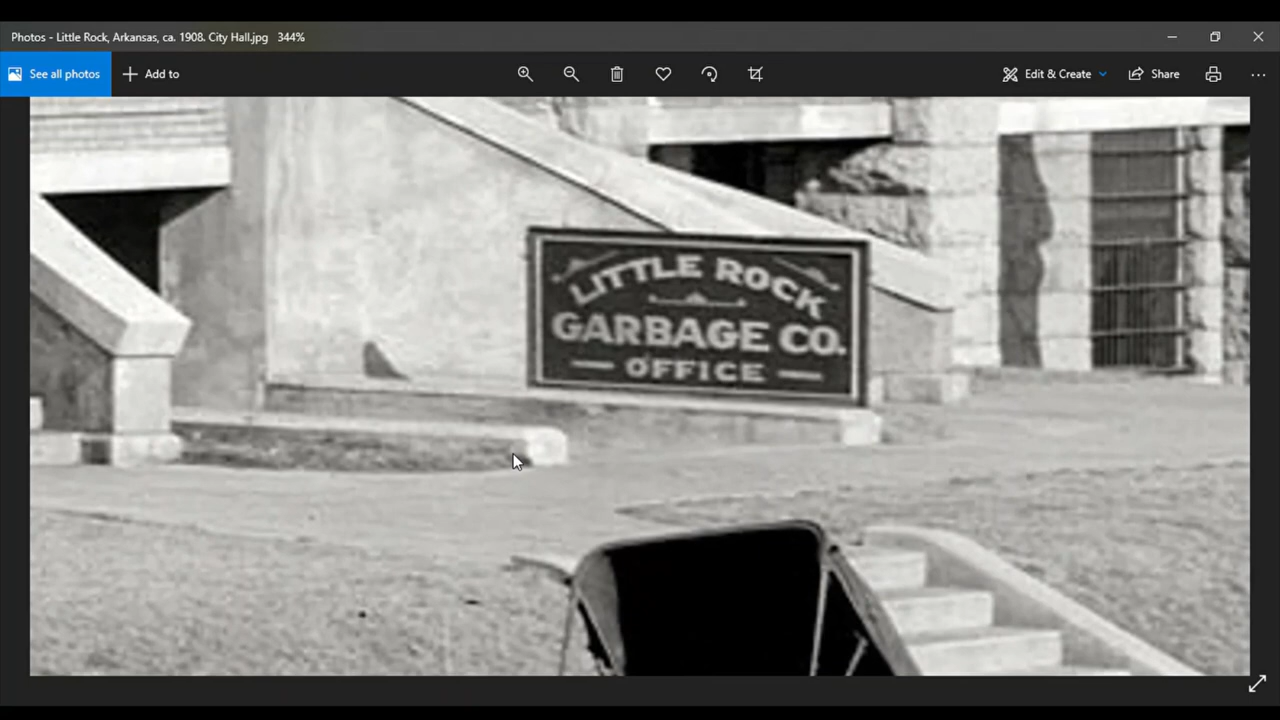 Photos - Little Rock, Arkansas, ca. 1908. City Hall.jpg 344%
See all photos
Add to
Edit & Create
Share
LITTLE ROCK
GARBAGE CO.
— OFFICE —